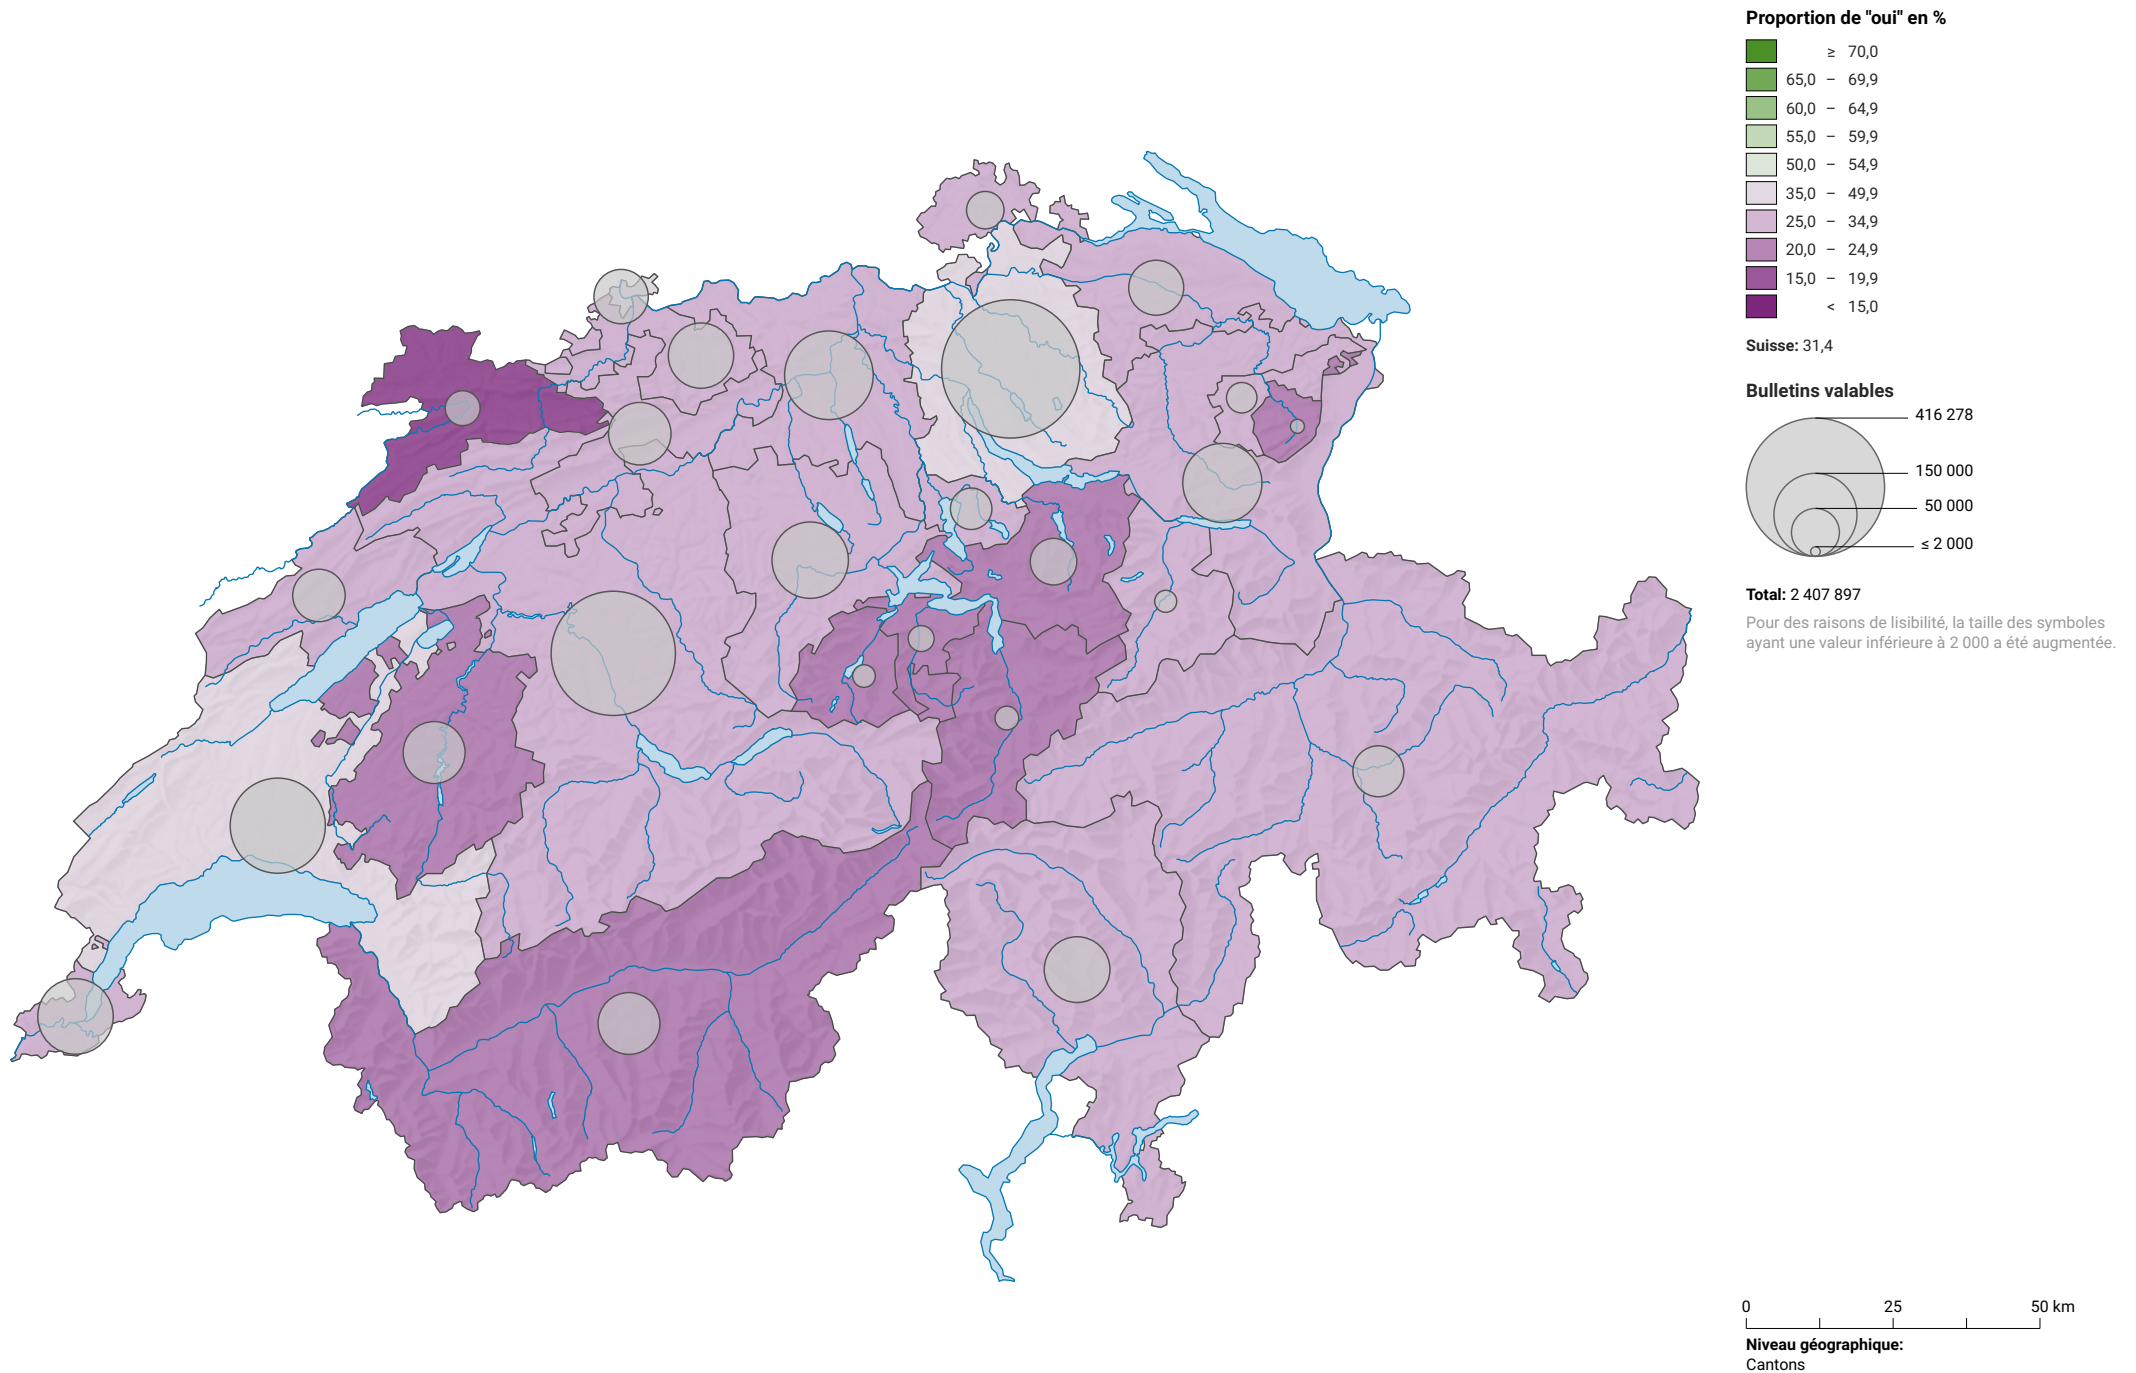 Proportion de "oui" en %
≥ 70,0
65,0 – 69,9
60,0 – 64,9
55,0 – 59,9
50,0 – 54,9
35,0 – 49,9
25,0 – 34,9
20,0 – 24,9
15,0 – 19,9
< 15,0
Suisse: 31,4
Bulletins valables
416 278
150 000
50 000
≤ 2 000
Total: 2 407 897
Pour des raisons de lisibilité, la taille des symboles
ayant une valeur inférieure à 2 000 a été augmentée.
0 25 50 km
Niveau géographique:
Cantons